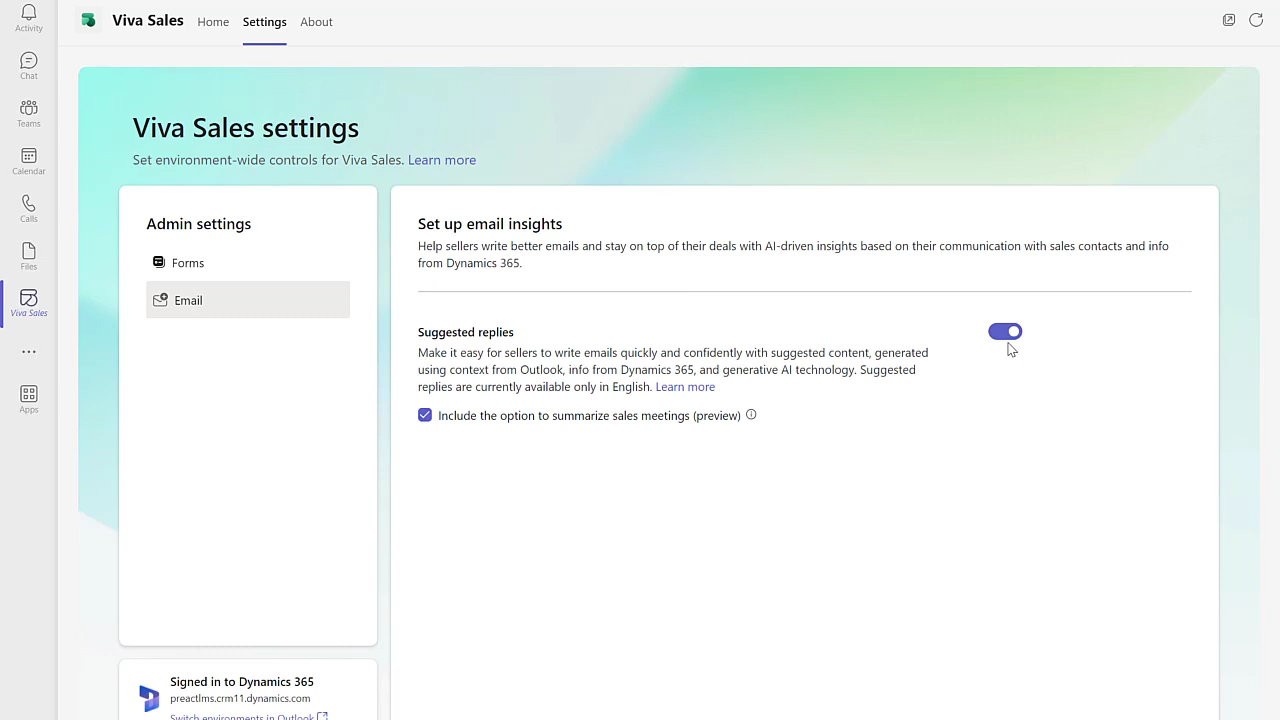 Activity
Chat
Teams
Calendar
Calls
Files
Viva Sales
Apps
Viva Sales
Home
Settings
About
Viva Sales settings
Set environment-wide controls for Viva Sales. Learn more
Admin settings
Forms
Email
Set up email insights
Help sellers write better emails and stay on top of their deals with AI-driven insights based on their communication with sales contacts and info
from Dynamics 365.
Suggested replies
Make it easy for sellers to write emails quickly and confidently with suggested content, generated
using context from Outlook, info from Dynamics 365, and generative AI technology. Suggested
replies are currently available only in English. Learn more
Include the option to summarize sales meetings (preview)
Signed in to Dynamics 365
preactlms.crm11.dynamics.com
Switch environments in Outlook